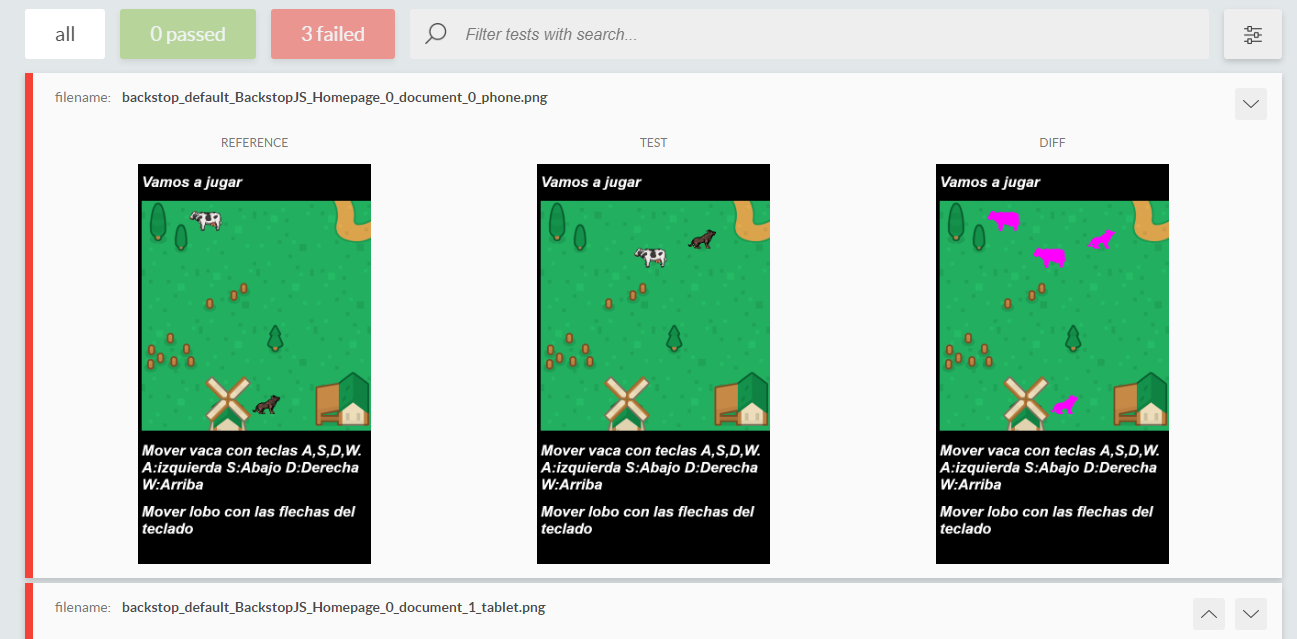 all
0 passed
3 failed
Filter tests with search...
filename: backstop_default_BackstopJS_Homepage_0_document_0_phone.png
REFERENCE
TEST
DIFF
Vamos a jugar
Mover vaca con teclas A,S,D,W.
A:izquierda S:Abajo D:Derecha
W:Arriba
Mover lobo con las flechas del
teclado
Vamos a jugar
Mover vaca con teclas A,S,D,W.
A:izquierda S:Abajo D:Derecha
W:Arriba
Mover lobo con las flechas del
teclado
Vamos a jugar
Mover vaca con teclas A,S,D,W.
A:izquierda S:Abajo D:Derecha
W:Arriba
Mover lobo con las flechas del
teclado
filename: backstop_default_BackstopJS_Homepage_0_document_1_tablet.png